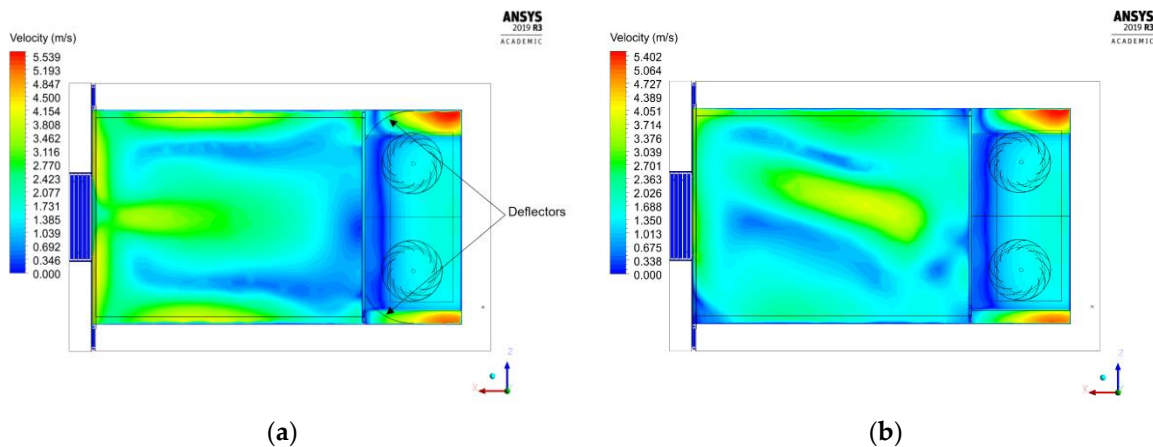 ANSYS
2019 R3
ACADEMIC
Velocity (m/s)
5.539
5.193
4.847
4.500
4.154
3.808
3.462
3.116
2.770
2.423
2.077
1.731
1.385
1.039
0.692
0.346
0.000
Deflectors
Z
X
(a)
ANSYS
2019 R3
ACADEMIC
Velocity (m/s)
5.402
5.064
4.727
4.389
4.051
3.714
3.376
3.039
2.701
2.363
2.026
1.688
1.350
1.013
0.675
0.338
0.000
Z
X
(b)